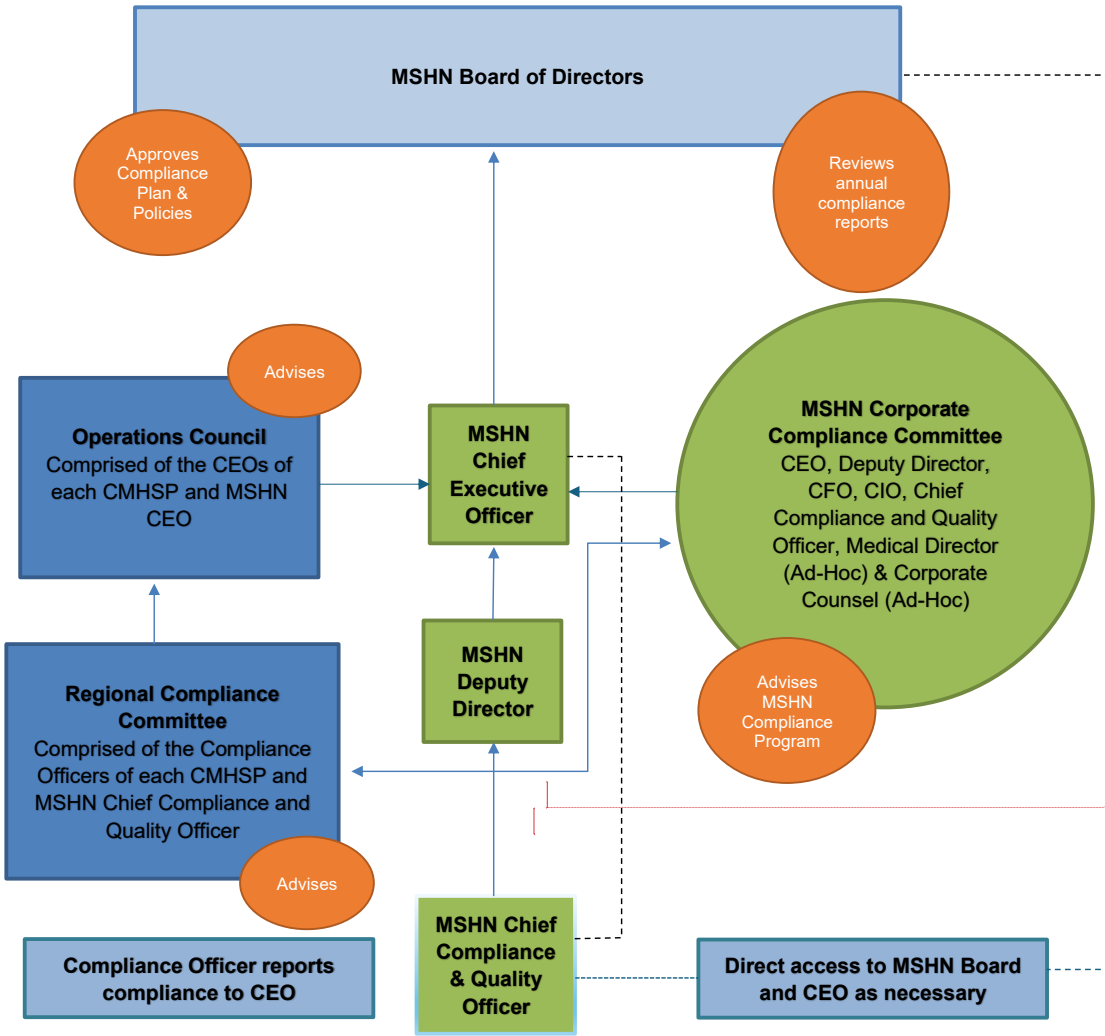 MSHN Board of Directors
Approves
Compliance
Plan &
Policies
Reviews
annual
compliance
reports
Advises
Operations Council
Comprised of the CEOs of
each CMHSP and MSHN
CEO
MSHN
Chief
Executive
Officer
MSHN Corporate
Compliance Committee
CEO, Deputy Director,
CFO, CIO, Chief
Compliance and Quality
Officer, Medical Director
(Ad-Hoc) & Corporate
Counsel (Ad-Hoc)
Advises
MSHN
Compliance
Program
MSHN
Deputy
Director
Regional Compliance
Committee
Comprised of the Compliance
Officers of each CMHSP and
MSHN Chief Compliance and
Quality Officer
Advises
Compliance Officer reports
compliance to CEO
MSHN Chief
Compliance
& Quality
Officer
Direct access to MSHN Board
and CEO as necessary